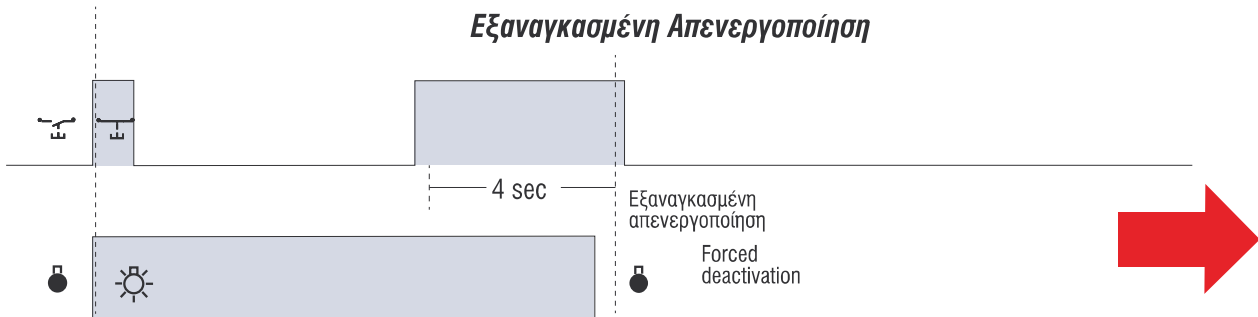 Εξαναγκασμένη Απενεργοποίηση
4 sec
Εξαναγκασμένη
απενεργοποίηση
Forced
deactivation